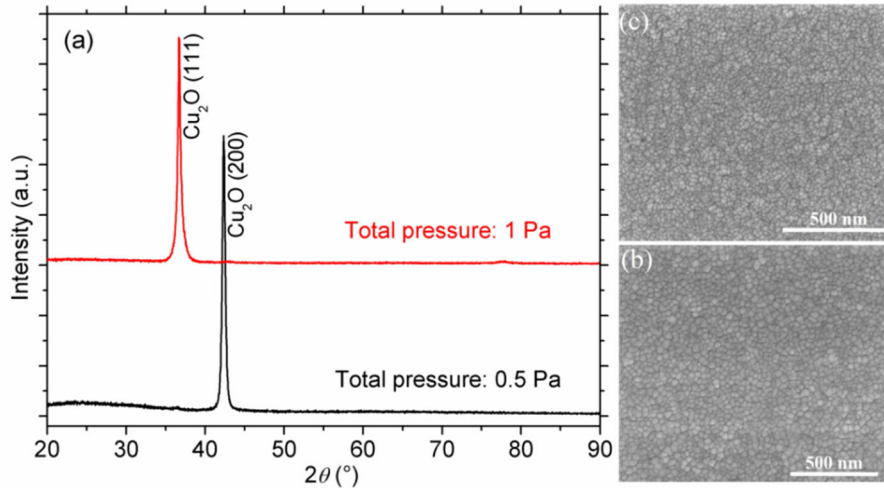 (a)
Cu₂O (111)
Cu₂O (200)
Total pressure: 1 Pa
Total pressure: 0.5 Pa
Intensity (a.u.)
20 30 40 50 60 70 80 90
2θ (°)
(c)
500 nm
(b)
500 nm